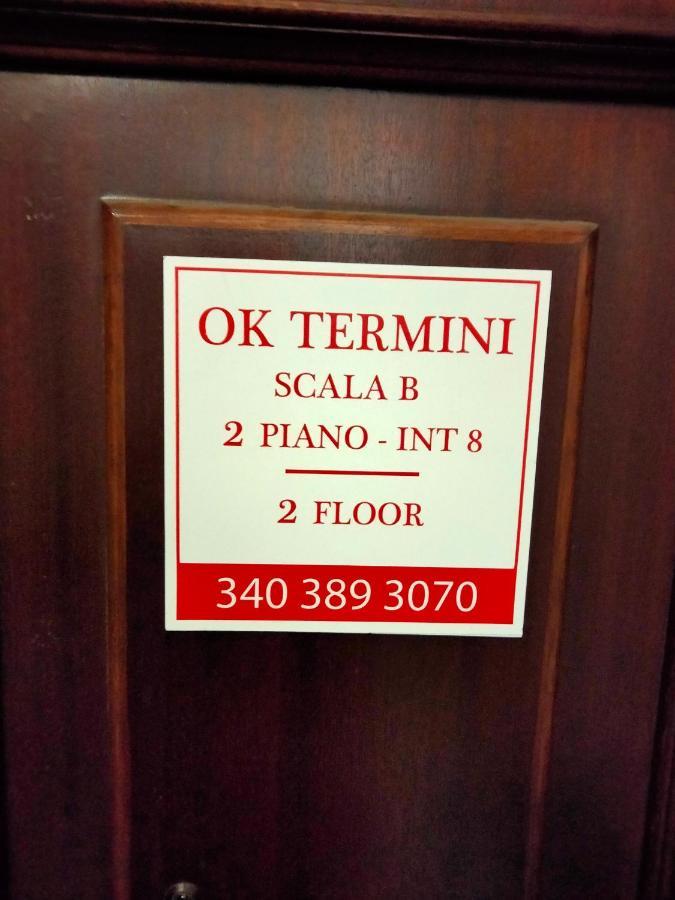 OK TERMINI
SCALA B
2 PIANO - INT 8
2 FLOOR
340 389 3070